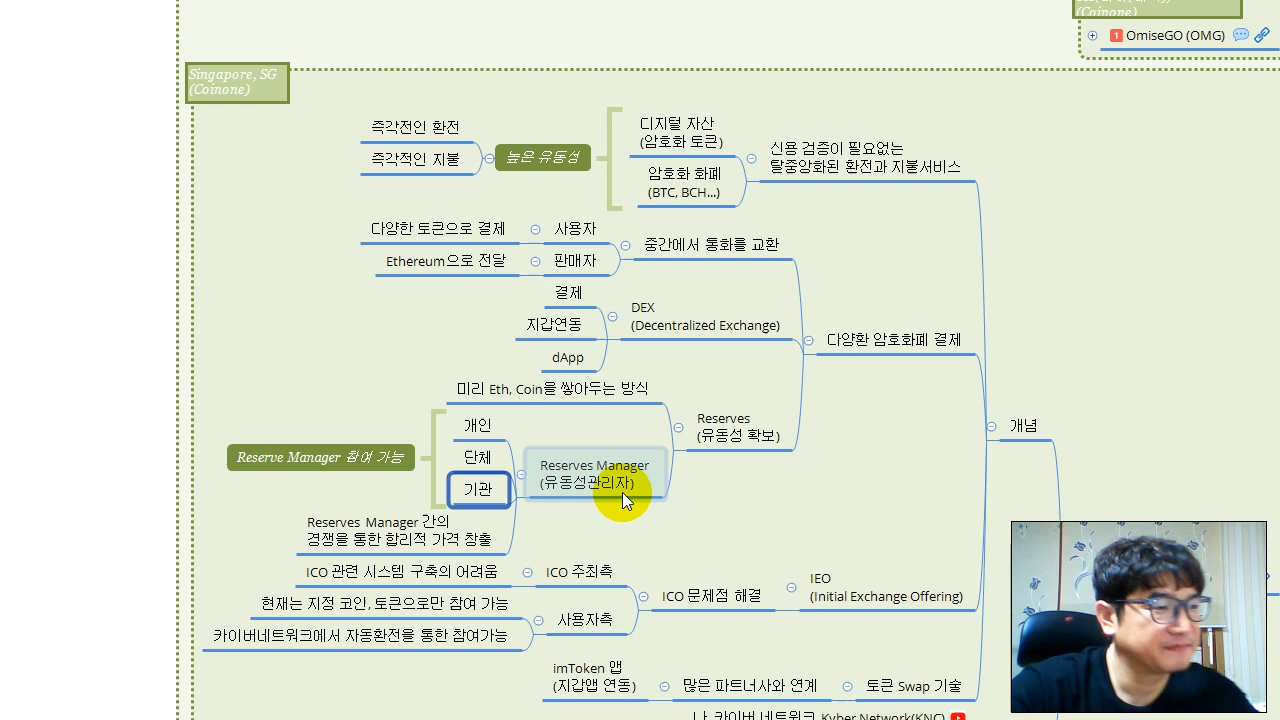 (Coinone)
OmiseGO (OMG)
Singapore, SG
(Coinone)
즉각전인 환전
즉각적인 지불
높은 유동성
디지털 자산
(암호화 토큰)
암호화 화폐
(BTC, BCH...)
신용 검증이 필요없는
탈중앙화된 환전과 지불서비스
다양한 토큰으로 결제
사용자
Ethereum으로 전달
판매자
중간에서 통화를 교환
결제
지갑연동
dApp
DEX
(Decentralized Exchange)
다양환 암호화폐 결제
미리 Eth, Coin을 쌓아두는 방식
Reserves
(유동성 확보)
개인
단체
기관
Reserve Manager 참여 가능
Reserves Manager
(유동성관리자)
Reserves Manager 간의
경쟁을 통한 합리적 가격 창출
개념
ICO 관련 시스템 구축의 어려움
ICO 주최측
현재는 지정 코인, 토큰으로만 참여 가능
카이버네트워크에서 자동환전을 통한 참여가능
사용자측
ICO 문제점 해결
IEO
(Initial Exchange Offering)
imToken 앱
(지갑앱 연동)
많은 파트너사와 연계
토큰 Swap 기술
카이버 네트워크 Kyber Network(KNC)